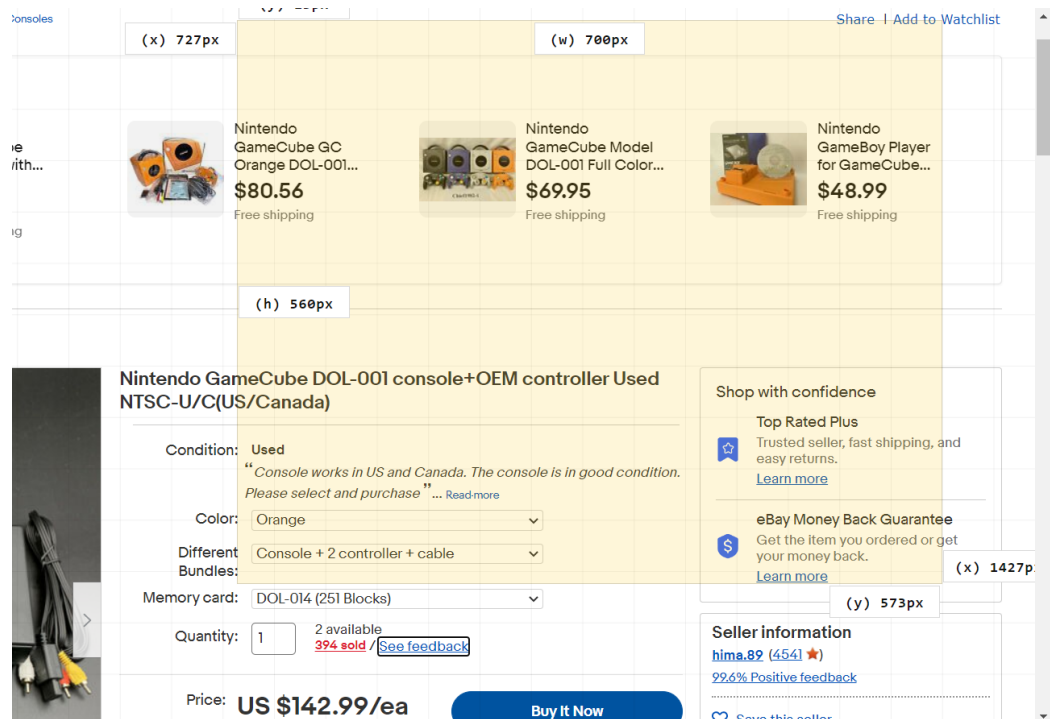 Consoles
Share | Add to Watchlist
(x) 727px
(w) 700px
Nintendo
GameCube GC
Orange DOL-001...
$80.56
Free shipping
Nintendo
GameCube Model
DOL-001 Full Color...
$69.95
Free shipping
Nintendo
GameBoy Player
for GameCube...
$48.99
Free shipping
(h) 560px
Nintendo GameCube DOL-001 console+OEM controller Used
NTSC-U/C(US/Canada)
Condition: Used
“Console works in US and Canada. The console is in good condition.
Please select and purchase ”... Read more
Color: Orange
Different
Bundles: Console + 2 controller + cable
Memory card: DOL-014 (251 Blocks)
Quantity: 1
2 available
394 sold / See feedback
Price: US $142.99/ea
Buy It Now
Shop with confidence
Top Rated Plus
Trusted seller, fast shipping, and
easy returns.
Learn more
eBay Money Back Guarantee
Get the item you ordered or get
your money back.
Learn more
(x) 1427p
(y) 573px
Seller information
hima.89 (4541)
99.6% Positive feedback
Save this seller